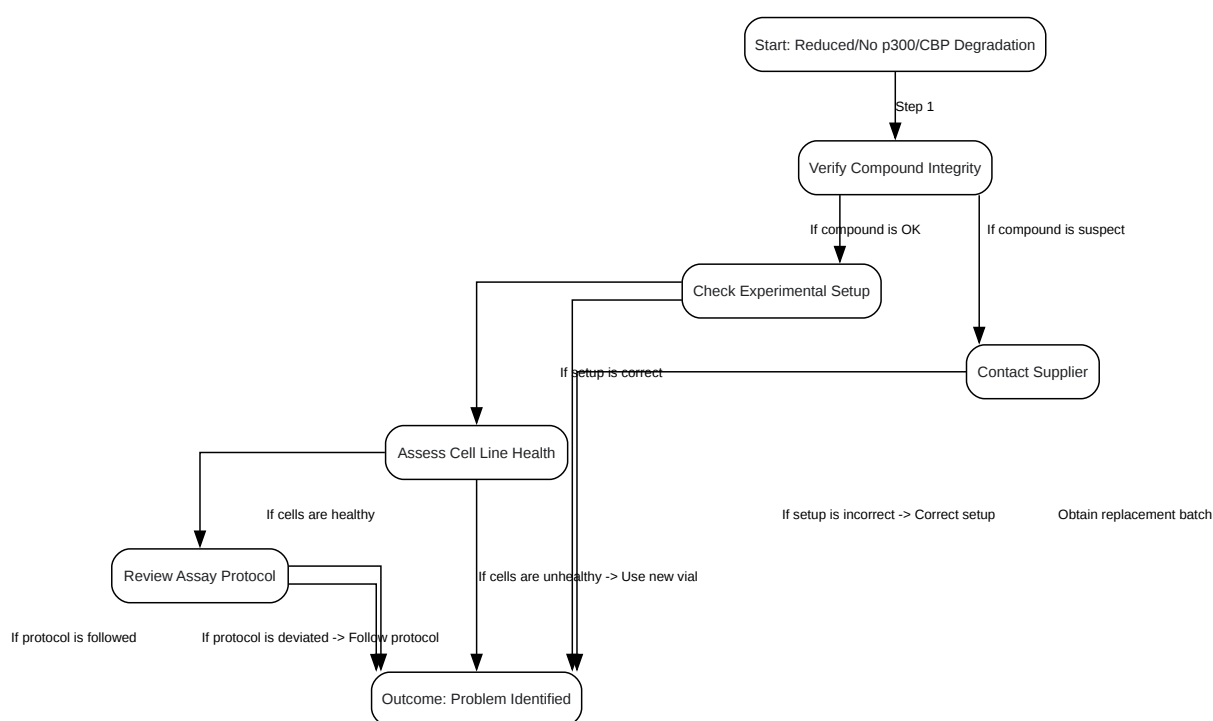 Start: Reduced/No p300/CBP Degradation
Step 1
Verify Compound Integrity
If compound is OK
If compound is suspect
Check Experimental Setup
If setup is correct
Contact Supplier
Assess Cell Line Health
If cells are healthy
If setup is incorrect -> Correct setup
Obtain replacement batch
Review Assay Protocol
If cells are unhealthy -> Use new vial
If protocol is followed
If protocol is deviated -> Follow protocol
Outcome: Problem Identified